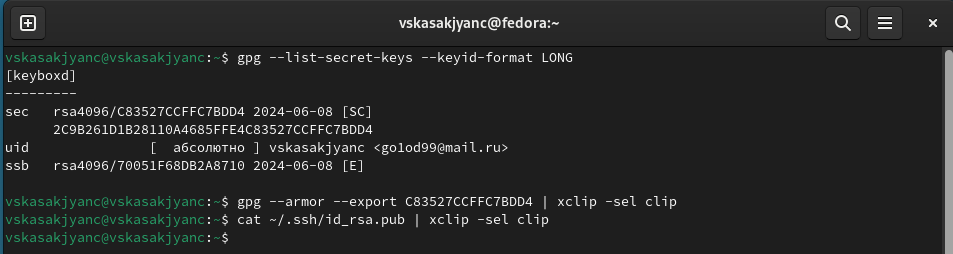 vskasakjyanc@fedora:~
vskasakjyanc@vskasakjyanc:~$ gpg --list-secret-keys --keyid-format LONG
[keyboxd]
---------
sec   rsa4096/C83527CCFFC7BDD4 2024-06-08 [SC]
      2C9B261D1B28110A4685FFE4C83527CCFFC7BDD4
uid               [  абсолютно ] vskasakjyanc <go1od99@mail.ru>
ssb   rsa4096/70051F68DB2A8710 2024-06-08 [E]
vskasakjyanc@vskasakjyanc:~$ gpg --armor --export C83527CCFFC7BDD4 | xclip -sel clip
vskasakjyanc@vskasakjyanc:~$ cat ~/.ssh/id_rsa.pub | xclip -sel clip
vskasakjyanc@vskasakjyanc:~$